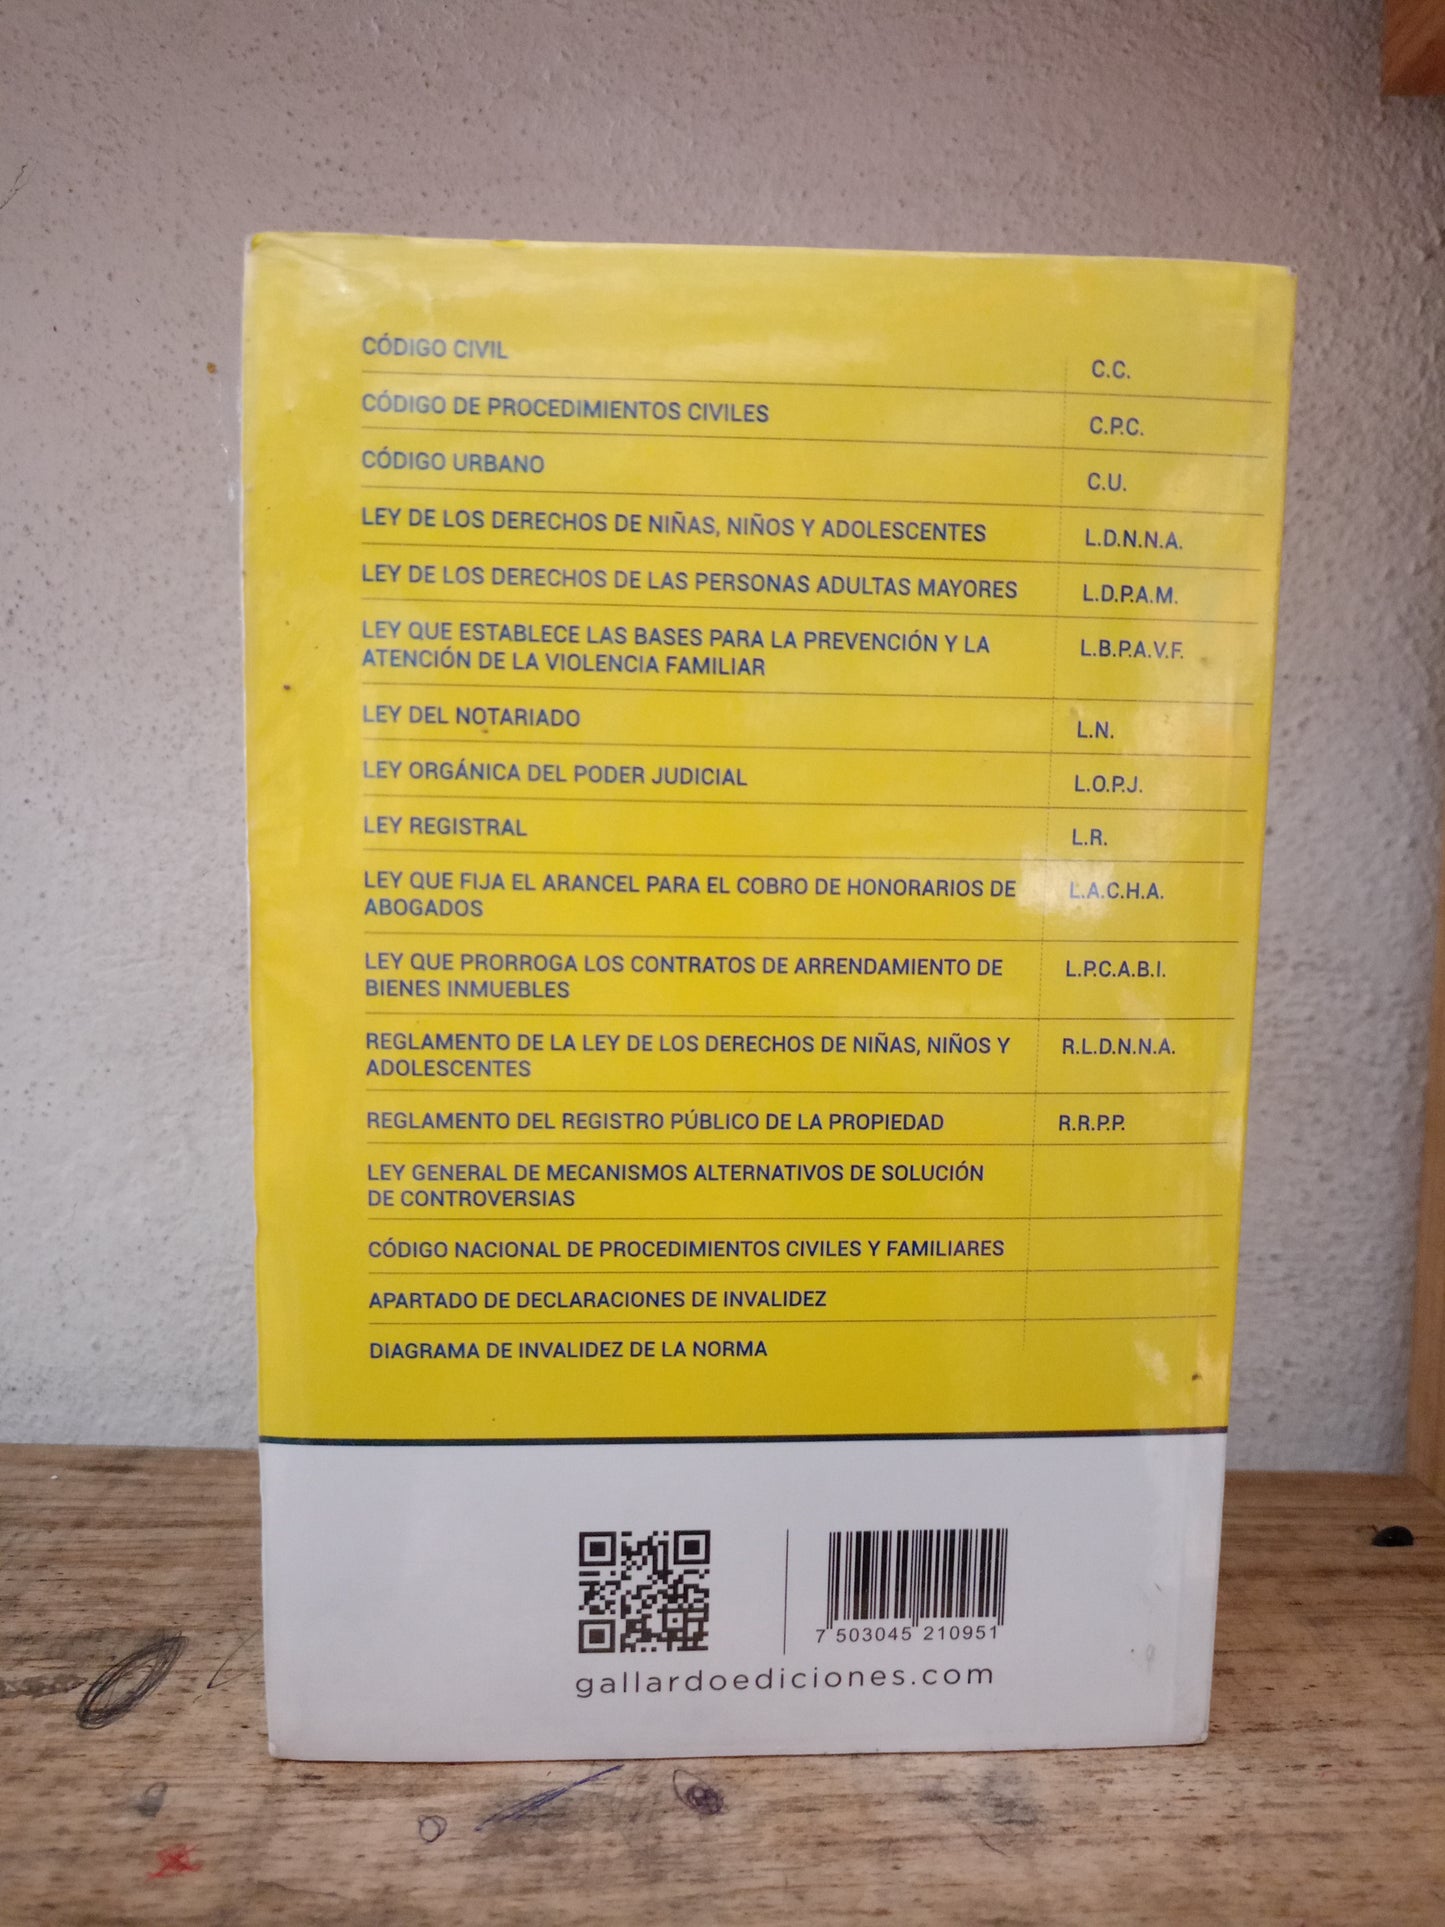 CÓDIGO CIVIL C.C.
CÓDIGO DE PROCEDIMIENTOS CIVILES C.P.C.
CÓDIGO URBANO C.U.
LEY DE LOS DERECHOS DE NIÑAS, NIÑOS Y ADOLESCENTES L.D.N.N.A.
LEY DE LOS DERECHOS DE LAS PERSONAS ADULTAS MAYORES L.D.P.A.M.
LEY QUE ESTABLECE LAS BASES PARA LA PREVENCIÓN Y LA L.B.P.A.V.F.
ATENCIÓN DE LA VIOLENCIA FAMILIAR
LEY DEL NOTARIADO L.N.
LEY ORGÁNICA DEL PODER JUDICIAL L.O.P.J.
LEY REGISTRAL L.R.
LEY QUE FIJA EL ARANCEL PARA EL COBRO DE HONORARIOS DE L.A.C.H.A.
ABOGADOS
LEY QUE PRORROGA LOS CONTRATOS DE ARRENDAMIENTO DE L.P.C.A.B.I.
BIENES INMUEBLES
REGLAMENTO DE LA LEY DE LOS DERECHOS DE NIÑAS, NIÑOS Y R.L.D.N.N.A.
ADOLESCENTES
REGLAMENTO DEL REGISTRO PÚBLICO DE LA PROPIEDAD R.R.P.P.
LEY GENERAL DE MECANISMOS ALTERNATIVOS DE SOLUCIÓN
DE CONTROVERSIAS
CÓDIGO NACIONAL DE PROCEDIMIENTOS CIVILES Y FAMILIARES
APARTADO DE DECLARACIONES DE INVALIDEZ
DIAGRAMA DE INVALIDEZ DE LA NORMA
7 503045 210951
gallardoediciones.com